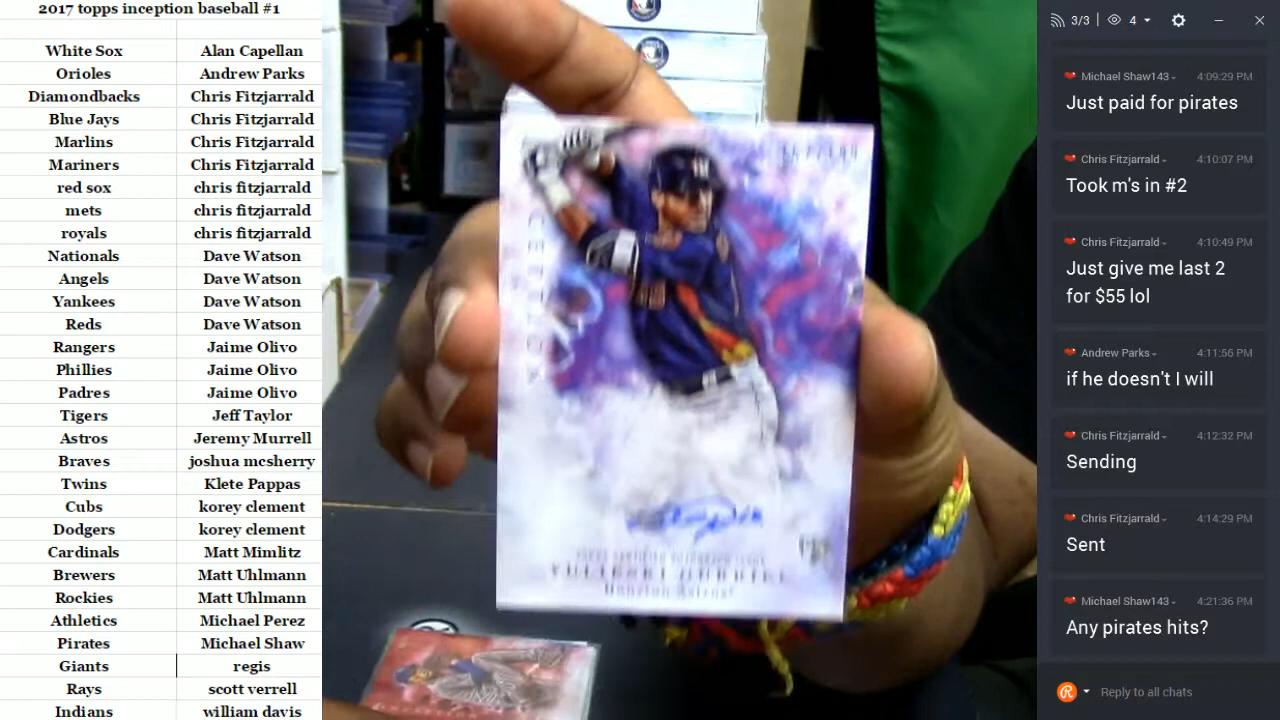 2017 topps inception baseball #1
White Sox Alan Capellan
Orioles Andrew Parks
Diamondbacks Chris Fitzjarrald
Blue Jays Chris Fitzjarrald
Marlins Chris Fitzjarrald
Mariners Chris Fitzjarrald
red sox chris fitzjarrald
mets chris fitzjarrald
royals chris fitzjarrald
Nationals Dave Watson
Angels Dave Watson
Yankees Dave Watson
Reds Dave Watson
Rangers Jaime Olivo
Phillies Jaime Olivo
Padres Jaime Olivo
Tigers Jeff Taylor
Astros Jeremy Murrell
Braves joshua mcsherry
Twins Klete Pappas
Cubs korey clement
Dodgers korey clement
Cardinals Matt Mimlitz
Brewers Matt Uhlmann
Rockies Matt Uhlmann
Athletics Michael Perez
Pirates Michael Shaw
Giants regis
Rays scott verrell
Indians william davis
INCEPTION
TOPPS CERTIFIED AUTOGRAPH ISSUE
Houston Astros
3/3 4
Michael Shaw143 4:09:29 PM
Just paid for pirates
Chris Fitzjarrald 4:10:07 PM
Took m's in #2
Chris Fitzjarrald 4:10:49 PM
Just give me last 2
for $55 lol
Andrew Parks 4:11:56 PM
if he doesn't I will
Chris Fitzjarrald 4:12:32 PM
Sending
Chris Fitzjarrald 4:14:29 PM
Sent
Michael Shaw143 4:21:36 PM
Any pirates hits?
Reply to all chats